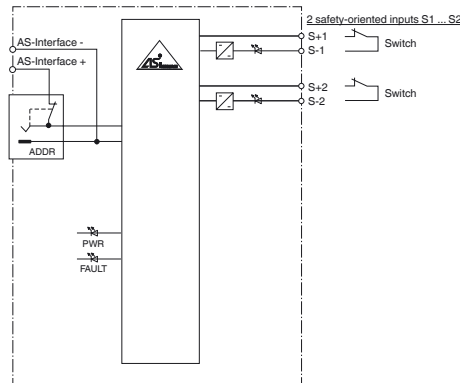 2 safety-oriented inputs S1 ... S2
S+1
Switch
S-1
AS-Interface -
AS-Interface +
S+2
Switch
S-2
ADDR
PWR
FAULT